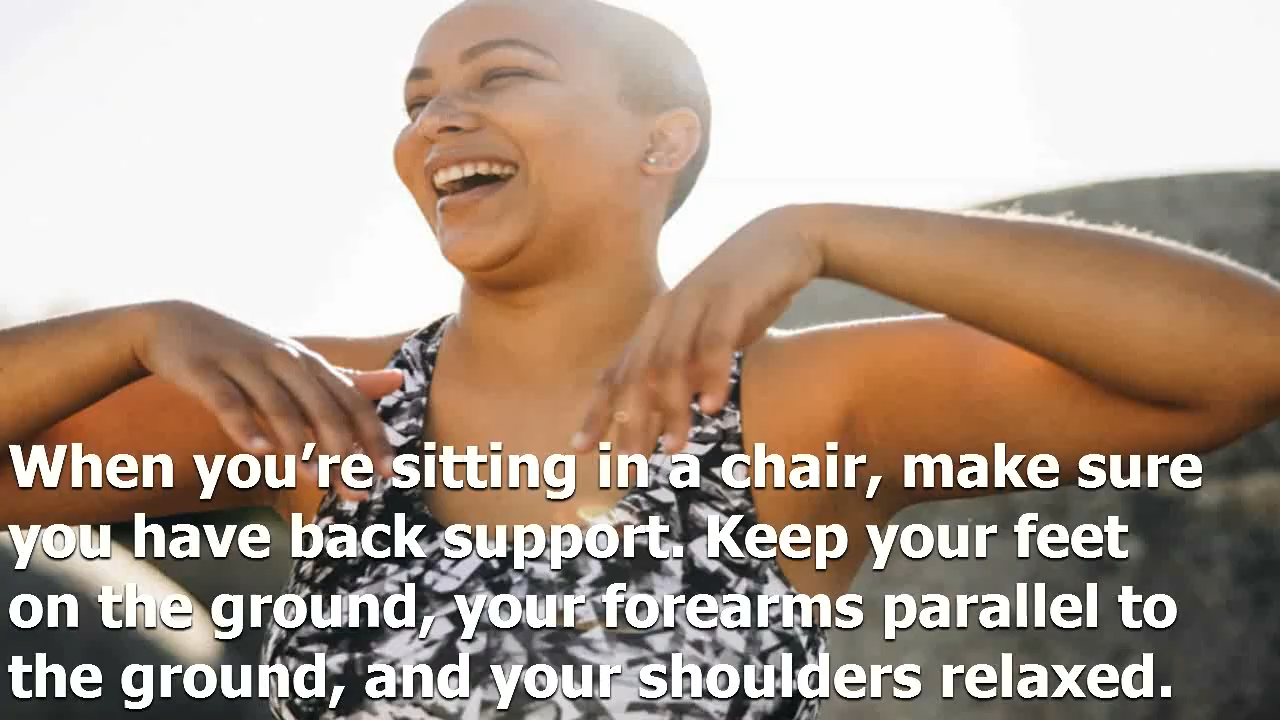 When you’re sitting in a chair, make sure
you have back support. Keep your feet
on the ground, your forearms parallel to
the ground, and your shoulders relaxed.